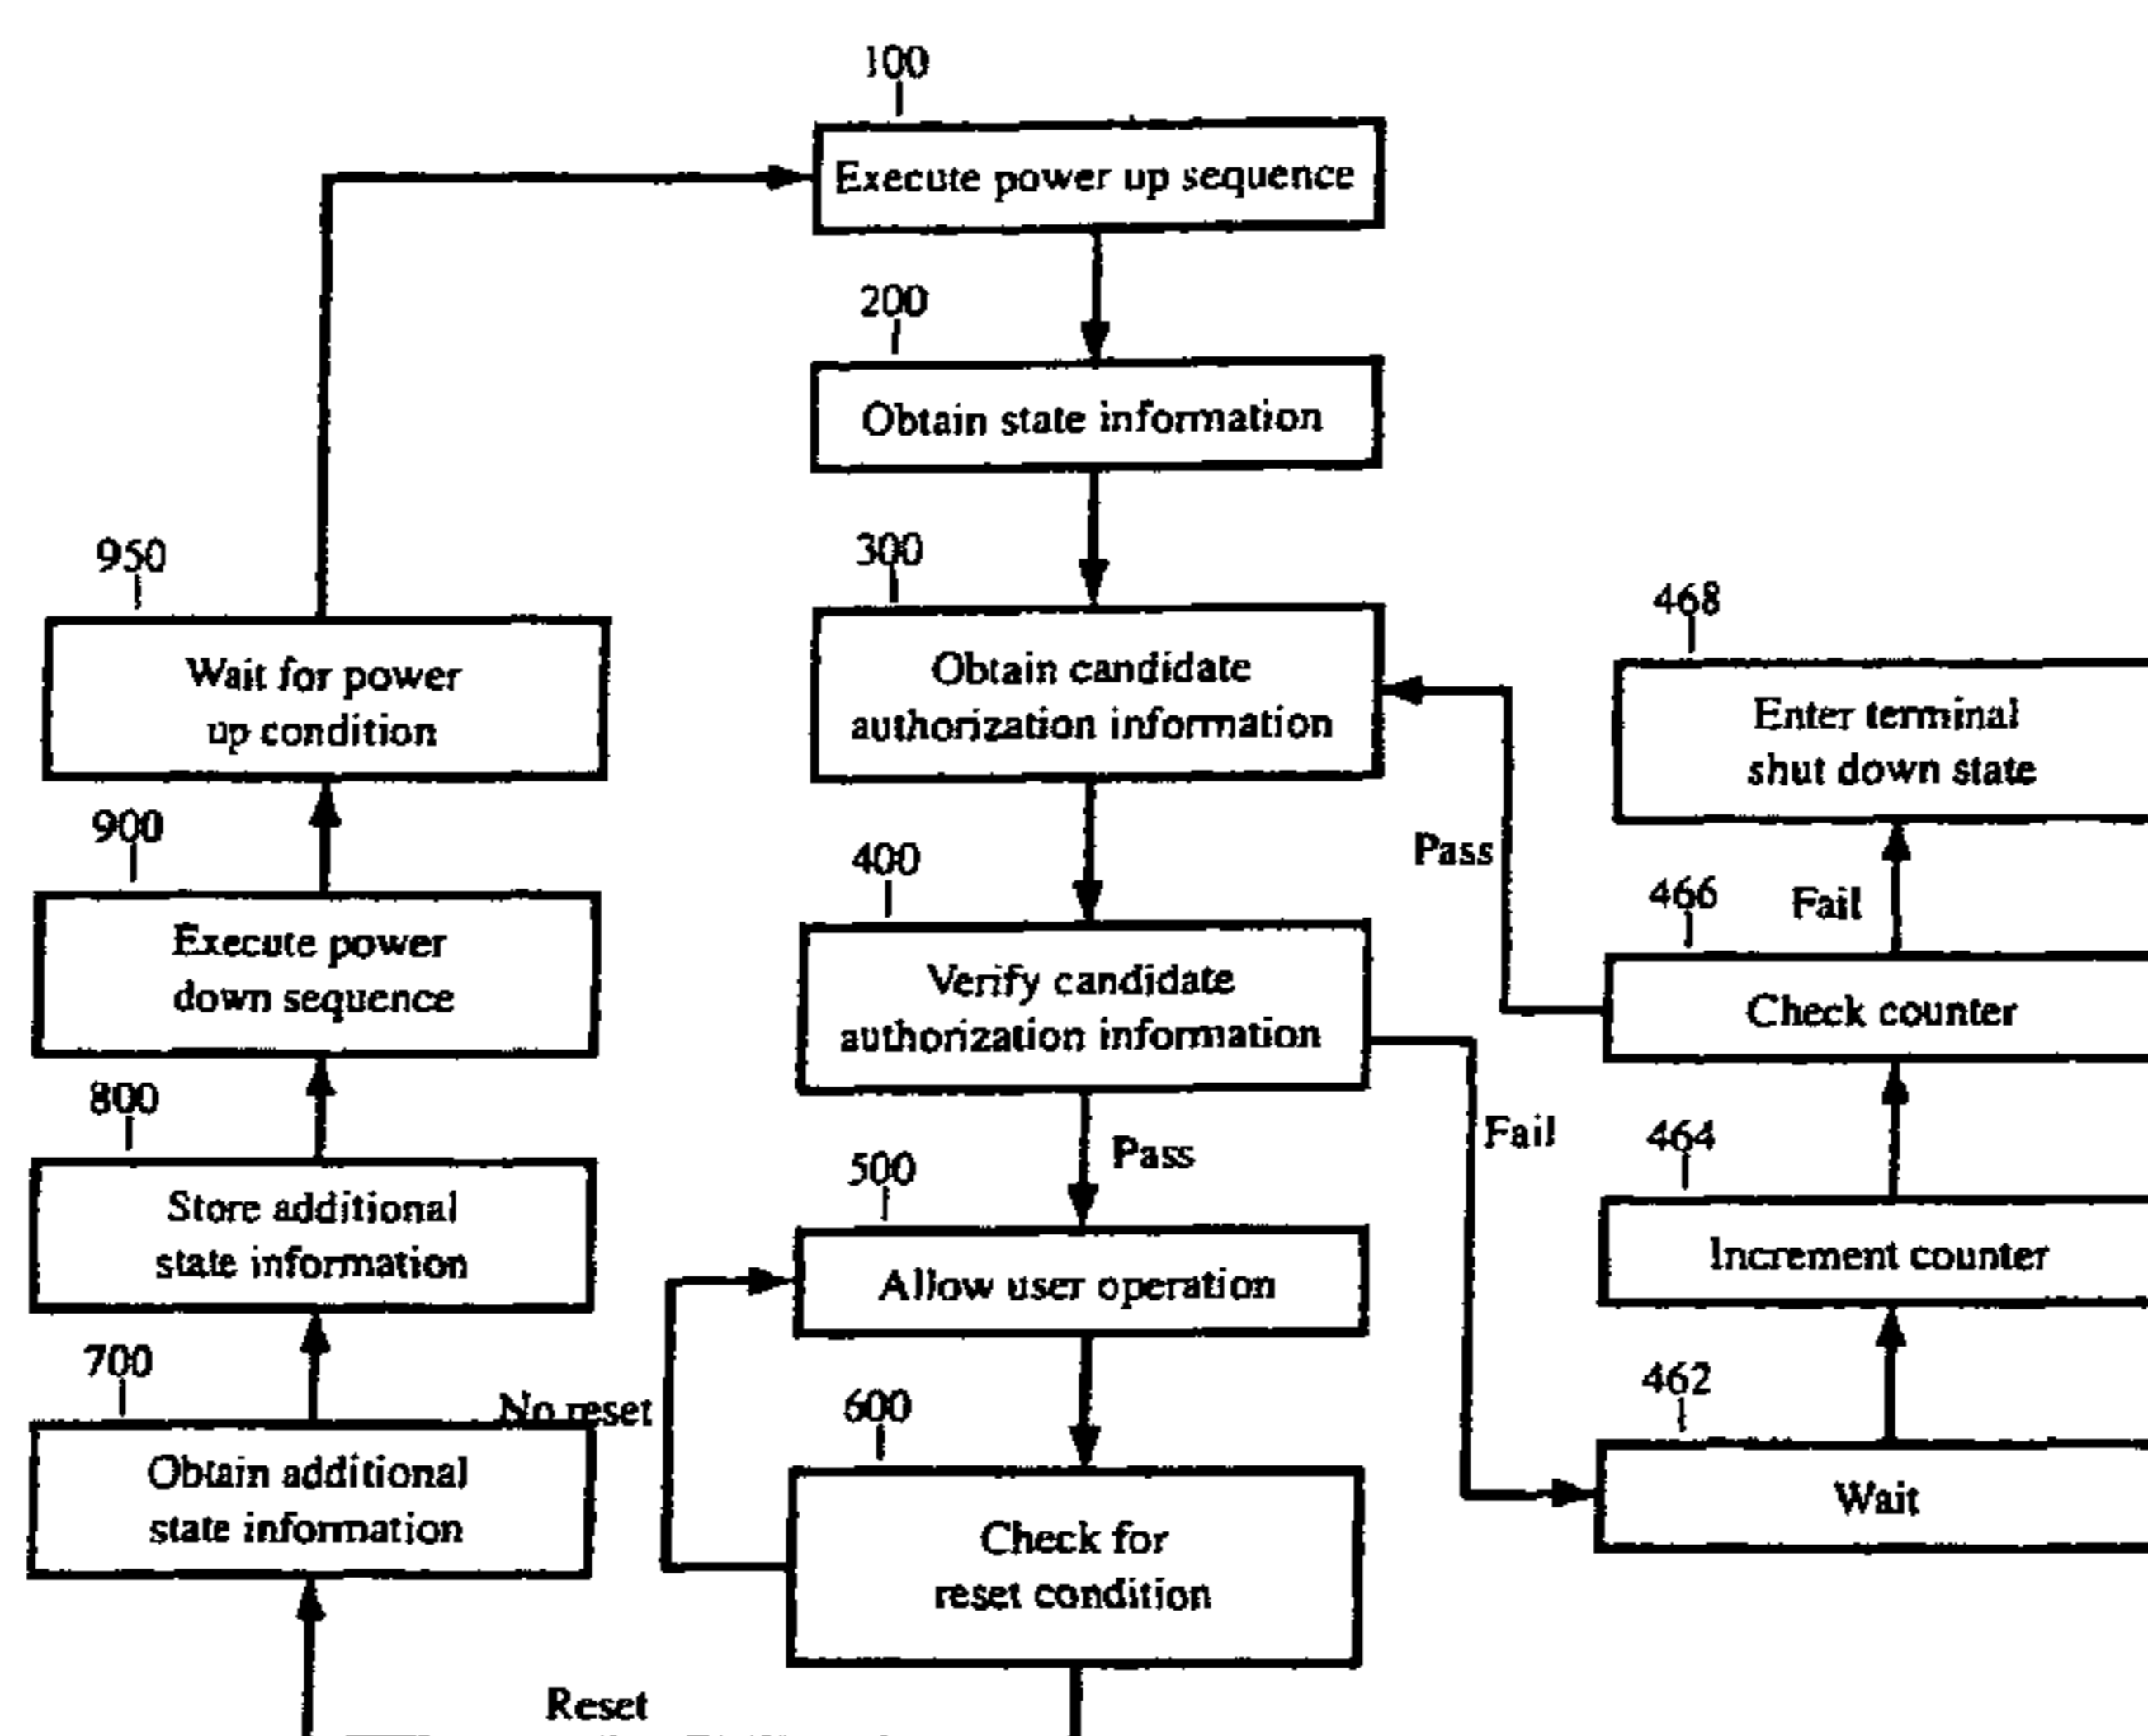 100
Execute power up sequence
200
Obtain state information
300
Obtain candidate
authorization information
400
Verify candidate
authorization information
Pass
500
Allow user operation
600
Check for
reset condition
No reset
Reset
700
Obtain additional
state information
800
Store additional
state information
900
Execute power
down sequence
950
Wait for power
up condition
Fail
462
Wait
464
Increment counter
466
Check counter
Pass
Fail
468
Enter terminal
shut down state